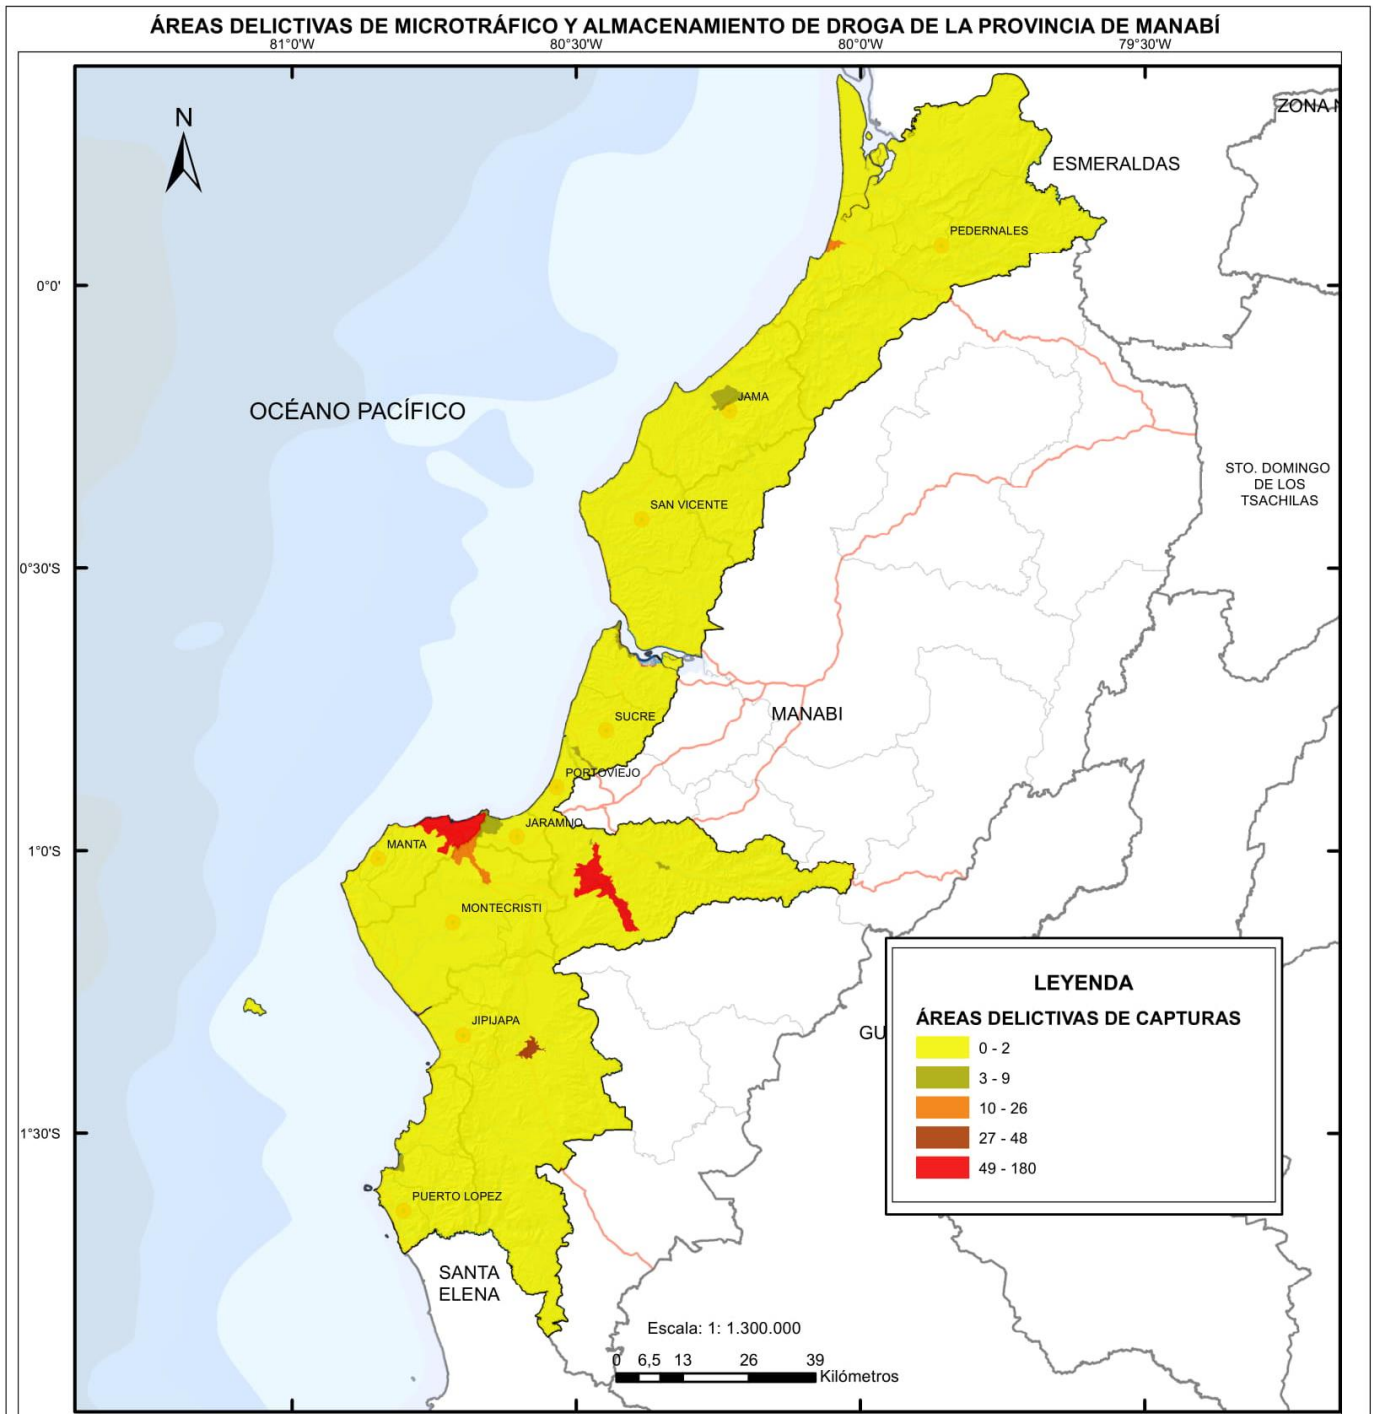 ÁREAS DELICTIVAS DE MICROTRÁFICO Y ALMACENAMIENTO DE DROGA DE LA PROVINCIA DE MANABÍ
81°0'W
80°30'W
80°0'W
79°30'W
N
ZONA
ESMERALDAS
PEDERNALES
0°0'
JAMA
OCÉANO PACÍFICO
STO. DOMINGO
DE LOS
TSACHILAS
SAN VICENTE
0°30'S
SUCRE
MANABI
PORTOVIEJO
JARAMIJO
MANTA
1°0'S
MONTECRISTI
JIPIJAPA
GU
LEYENDA
ÁREAS DELICTIVAS DE CAPTURAS
0 - 2
3 - 9
10 - 26
27 - 48
49 - 180
1°30'S
PUERTO LOPEZ
SANTA
ELENA
Escala: 1: 1.300.000
0 6,5 13 26 39
Kilómetros